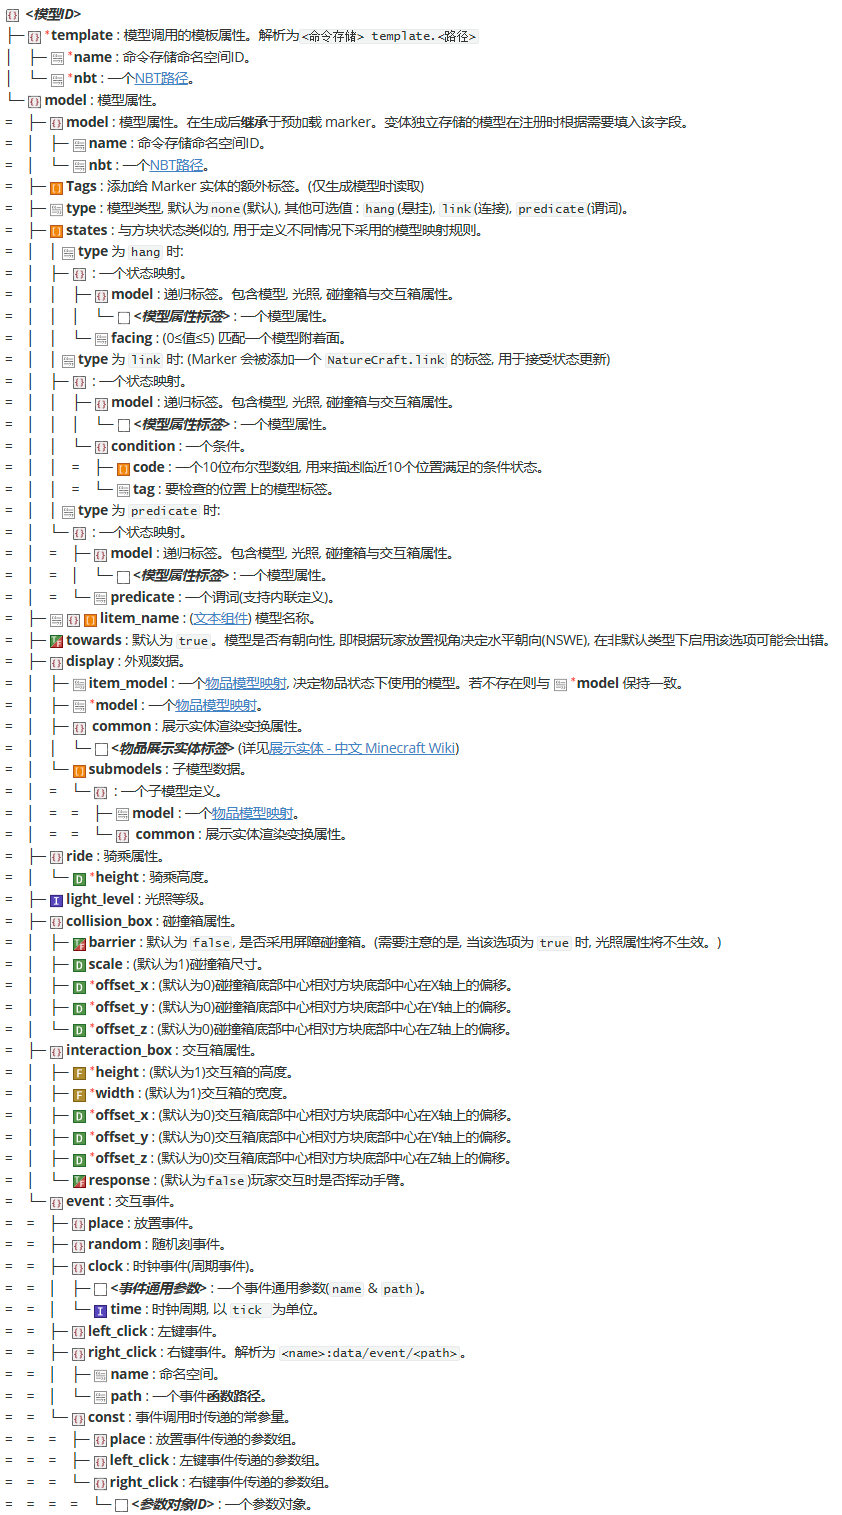 <模型ID>
*template : 模型调用的模板属性。解析为<命令存储> template.<路径>
*name : 命令存储命名空间ID。
*nbt : 一个NBT路径。
model : 模型属性。
= model : 模型属性。在生成后继承于预加载 marker。变体独立存储的模型在注册时根据需要填入该字段。
= name : 命令存储命名空间ID。
= nbt : 一个NBT路径。
= Tags : 添加给 Marker 实体的额外标签。(仅生成模型时读取)
= type : 模型类型, 默认为none(默认), 其他可选值 : hang(悬挂), link(连接), predicate(谓词)。
= states : 与方块状态类似的, 用于定义不同情况下采用的模型映射规则。
= type 为 hang 时:
= : 一个状态映射。
= model : 递归标签。包含模型, 光照, 碰撞箱与交互箱属性。
= <模型属性标签> : 一个模型属性。
= facing : (0≤值≤5) 匹配一个模型附着面。
= type 为 link 时: (Marker 会被添加一个 NatureCraft.link 的标签, 用于接受状态更新)
= : 一个状态映射。
= model : 递归标签。包含模型, 光照, 碰撞箱与交互箱属性。
= <模型属性标签> : 一个模型属性。
= condition : 一个条件。
= = code : 一个10位布尔型数组, 用来描述临近10个位置满足的条件状态。
= = tag : 要检查的位置上的模型标签。
= type 为 predicate 时:
= : 一个状态映射。
= = model : 递归标签。包含模型, 光照, 碰撞箱与交互箱属性。
= = <模型属性标签> : 一个模型属性。
= = predicate : 一个谓词(支持内联定义)。
= litem_name : (文本组件) 模型名称。
= towards : 默认为 true。模型是否有朝向性, 即根据玩家放置视角决定水平朝向(NSWE), 在非默认类型下启用该选项可能会出错。
= display : 外观数据。
= item_model : 一个物品模型映射, 决定物品状态下使用的模型。若不存在则与 *model 保持一致。
= *model : 一个物品模型映射。
= common : 展示实体渲染变换属性。
= <物品展示实体标签> (详见展示实体 - 中文 Minecraft Wiki)
= submodels : 子模型数据。
= = : 一个子模型定义。
= = = model : 一个物品模型映射。
= = = common : 展示实体渲染变换属性。
= ride : 骑乘属性。
= *height : 骑乘高度。
= light_level : 光照等级。
= collision_box : 碰撞箱属性。
= barrier : 默认为 false, 是否采用屏障碰撞箱。(需要注意的是, 当该选项为 true 时, 光照属性将不生效。)
= scale : (默认为1)碰撞箱尺寸。
= *offset_x : (默认为0)碰撞箱底部中心相对方块底部中心在X轴上的偏移。
= *offset_y : (默认为0)碰撞箱底部中心相对方块底部中心在Y轴上的偏移。
= *offset_z : (默认为0)碰撞箱底部中心相对方块底部中心在Z轴上的偏移。
= interaction_box : 交互箱属性。
= *height : (默认为1)交互箱的高度。
= *width : (默认为1)交互箱的宽度。
= *offset_x : (默认为0)交互箱底部中心相对方块底部中心在X轴上的偏移。
= *offset_y : (默认为0)交互箱底部中心相对方块底部中心在Y轴上的偏移。
= *offset_z : (默认为0)交互箱底部中心相对方块底部中心在Z轴上的偏移。
= response : (默认为false)玩家交互时是否挥动手臂。
= event : 交互事件。
= = place : 放置事件。
= = random : 随机刻事件。
= = clock : 时钟事件(周期事件)。
= = <事件通用参数> : 一个事件通用参数(name & path)。
= = time : 时钟周期, 以 tick 为单位。
= = left_click : 左键事件。
= = right_click : 右键事件。解析为 <name>:data/event/<path>。
= = name : 命名空间。
= = path : 一个事件函数路径。
= = const : 事件调用时传递的常参量。
= = = place : 放置事件传递的参数组。
= = = left_click : 左键事件传递的参数组。
= = = right_click : 右键事件传递的参数组。
= = = = <参数对象ID> : 一个参数对象。